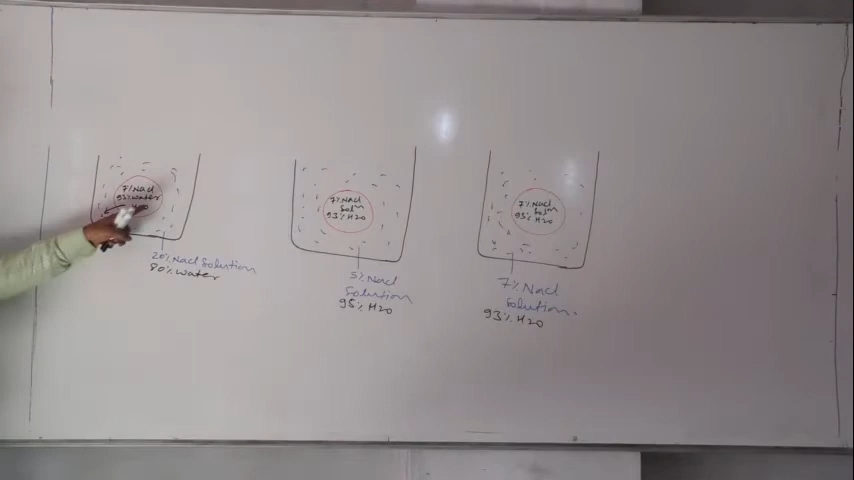 7% Nacl
93% water
20% Nacl Solution
80% water
7% Nacl
Soln
93% H2O
5% Nacl
Solution
95% H2O
7% Nacl
Soln
93% H2O
7% Nacl
Solution.
93% H2O